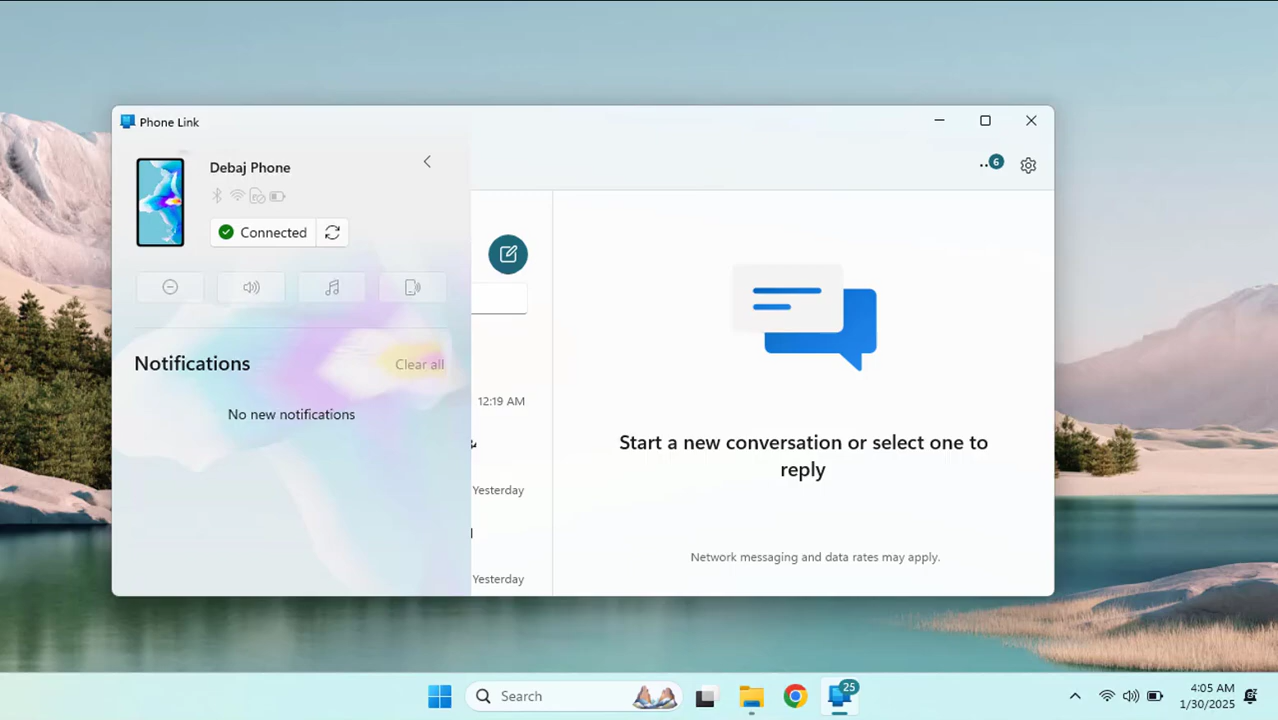 Phone Link
Debaj Phone
6
Connected
Notifications
Clear all
No new notifications
12:19 AM
Yesterday
Yesterday
Start a new conversation or select one to
reply
Network messaging and data rates may apply.
Search
25
4:05 AM
1/30/2025